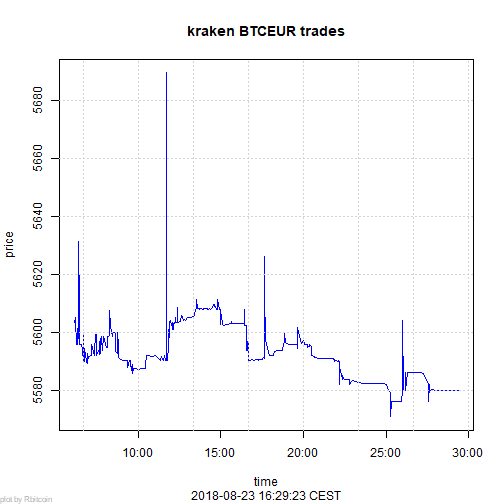 kraken BTCEUR trades
price
5680
5660
5640
5620
5600
5580
10:00 15:00 20:00 25:00 30:00
time
2018-08-23 16:29:23 CEST
plot by Rbitcoin